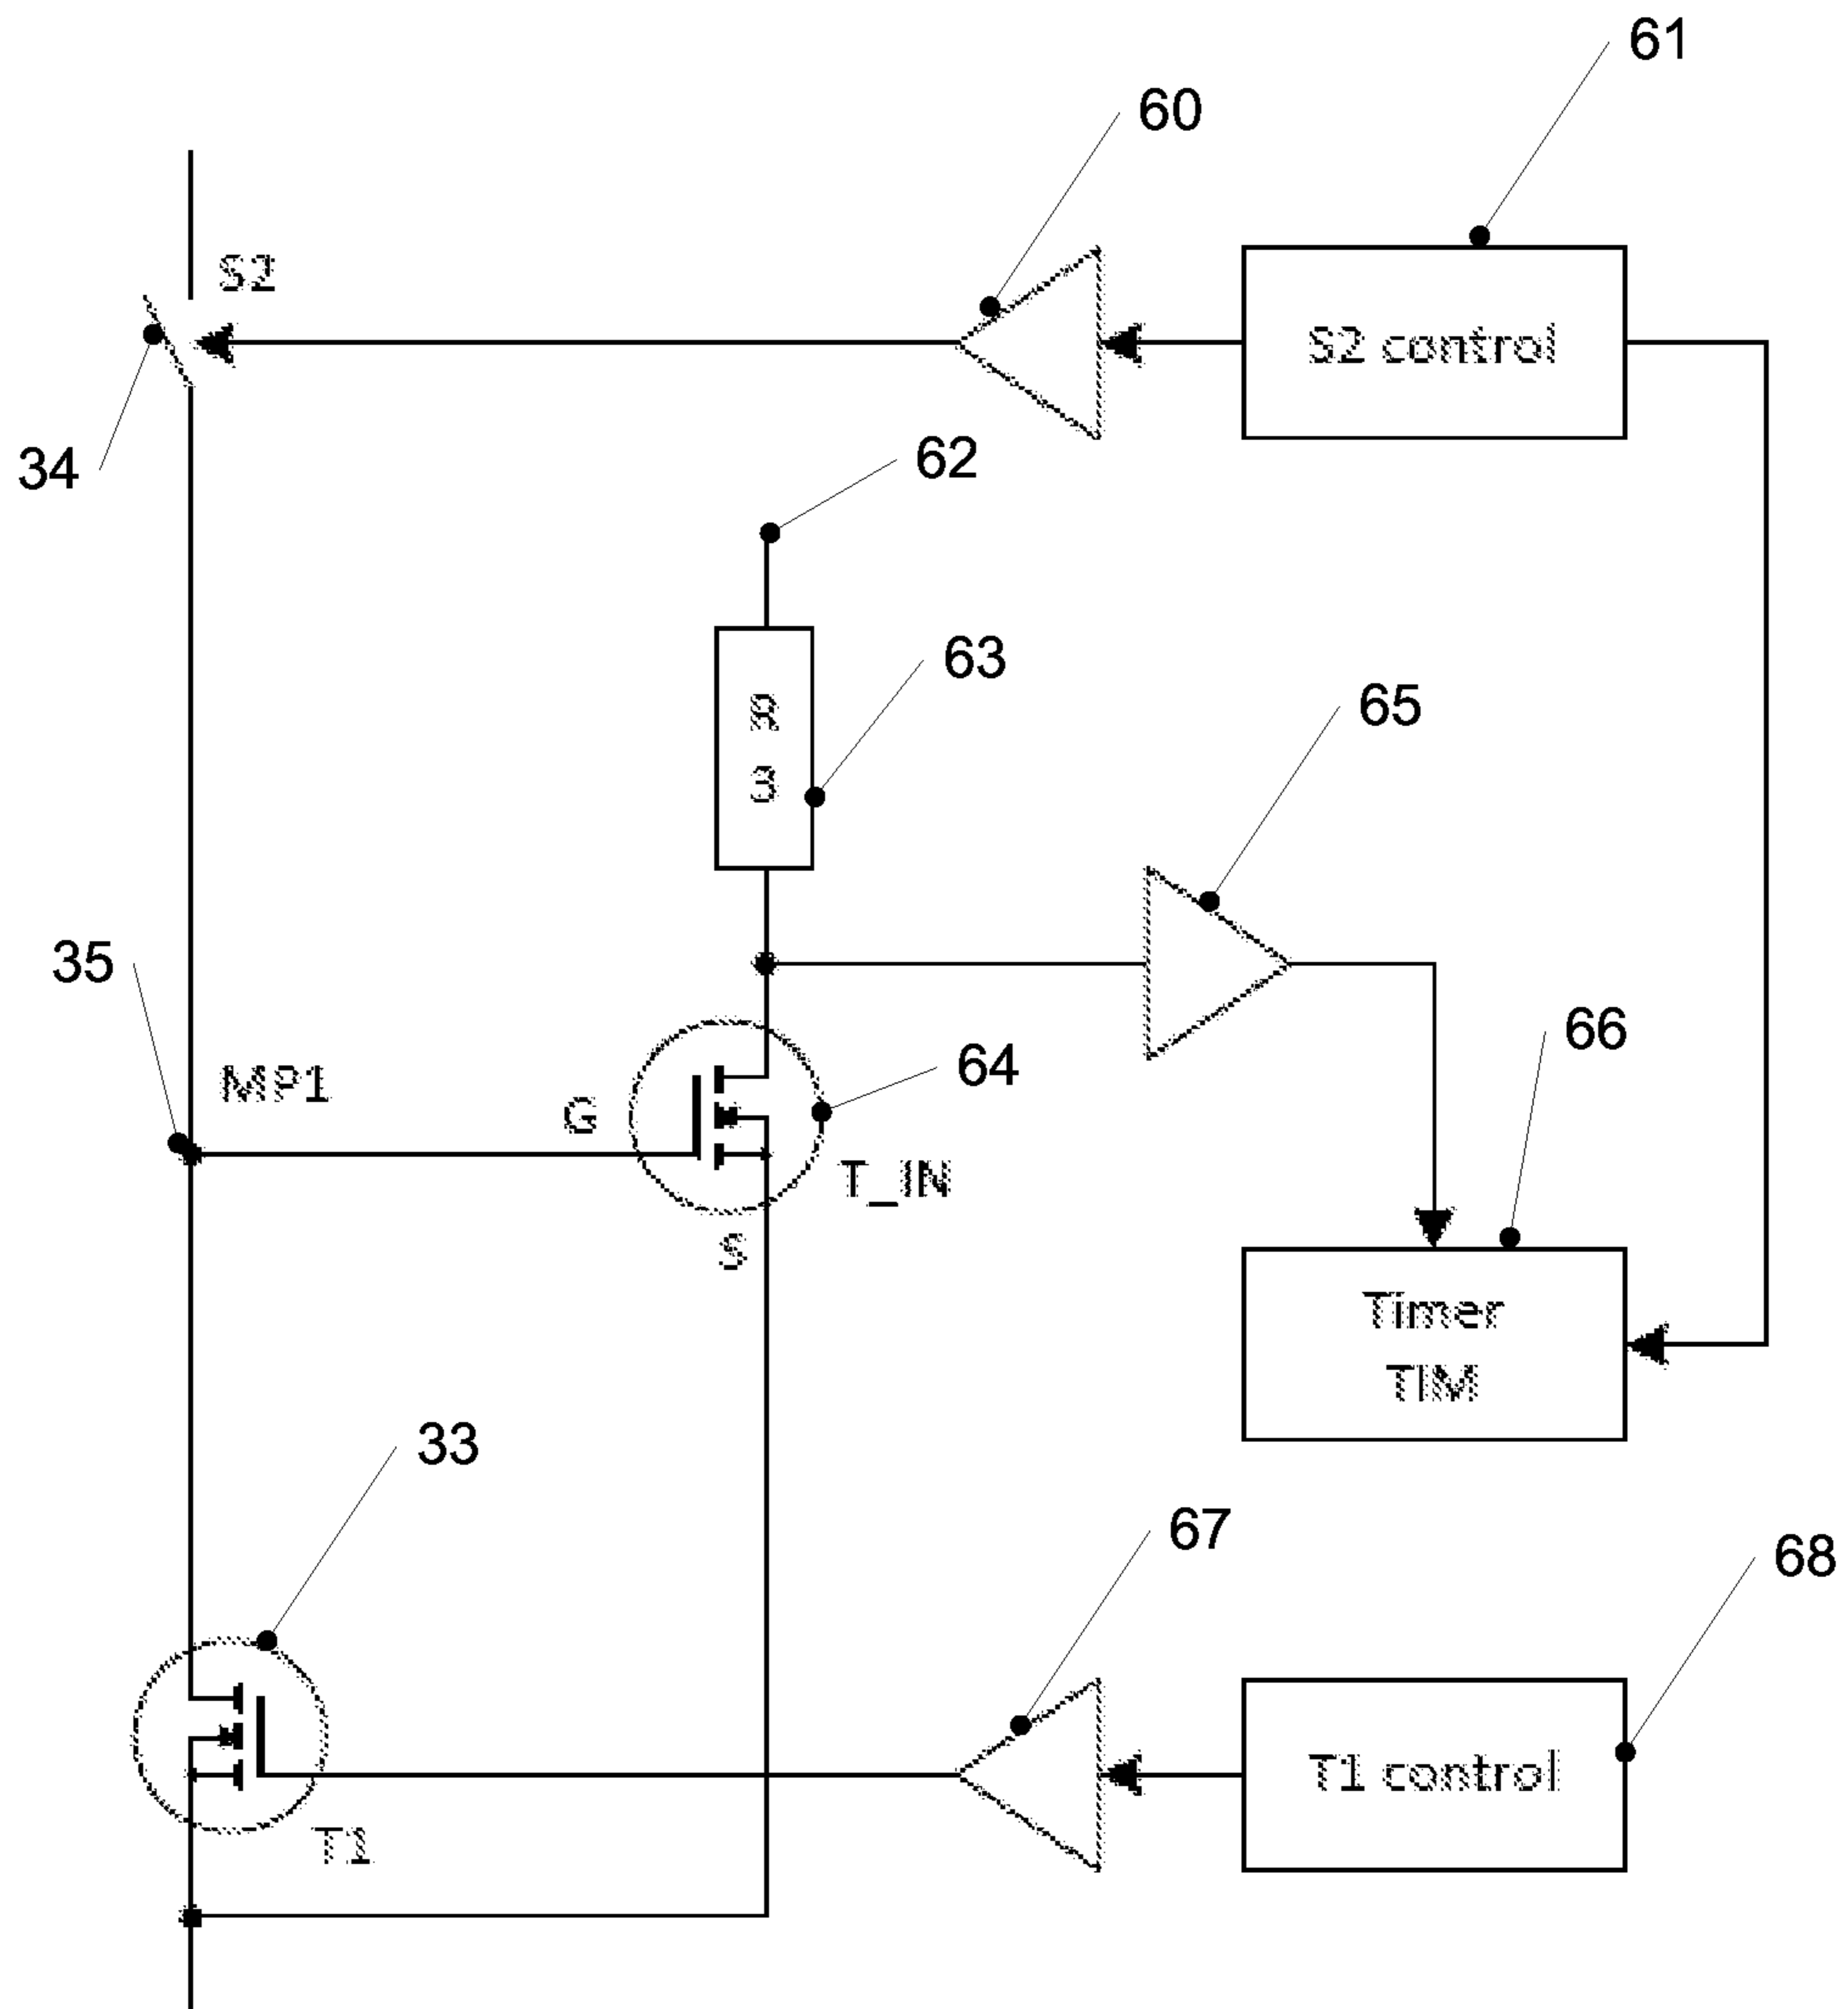 61
60
S2
S2 control
34
62
63
R
3
65
35
66
MP1
64
G
T_IN
S
Timer
TIM
33
67
68
T1 control
T1